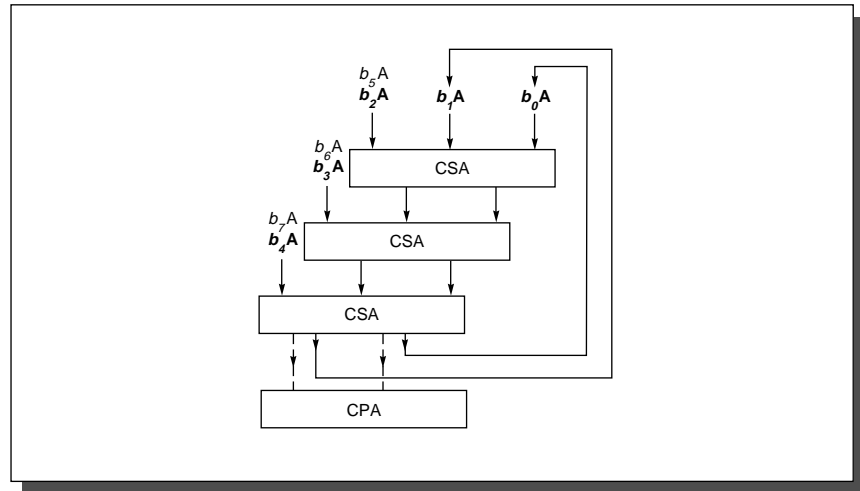 b₅A
b₂A b₁A b₀A
CSA
b₆A
b₃A
CSA
b₇A
b₄A
CSA
CPA